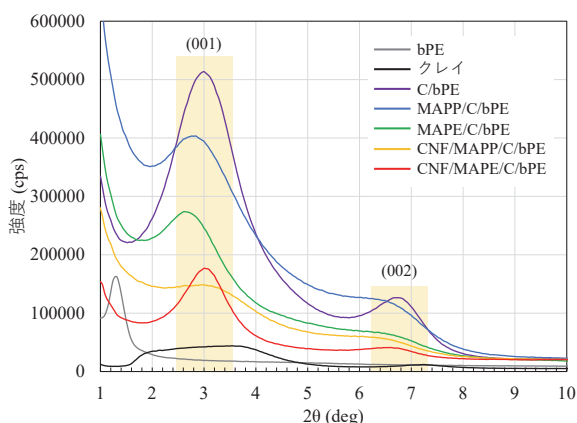 600000
500000
400000
300000
200000
100000
0
強度 (cps)
(001)
(002)
bPE
クレイ
C/bPE
MAPP/C/bPE
MAPE/C/bPE
CNF/MAPP/C/bPE
CNF/MAPE/C/bPE
1 2 3 4 5 6 7 8 9 10
2θ (deg)